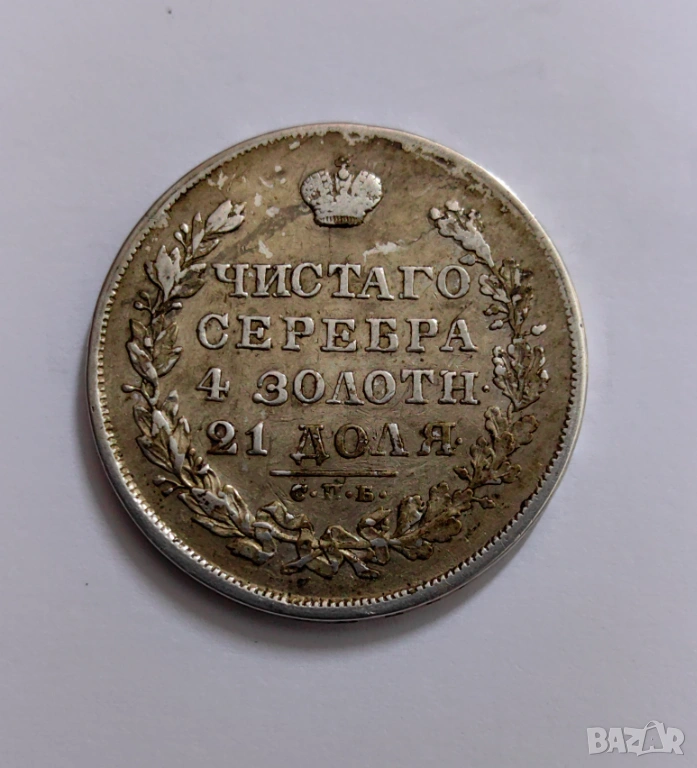 ЧИСТАГО
СЕРЕБРА
4 ЗОЛОТН.
21 ДОЛЯ.
С.П.Б.
BAZAR